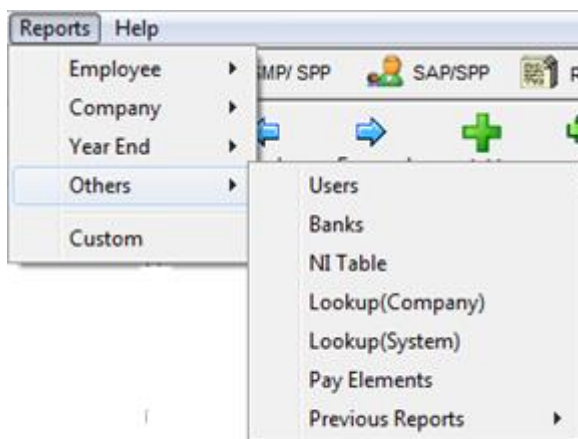 Reports Help
Employee
MP/ SPP
SAP/SPP
R
Company
Year End
Others
Custom
Users
Banks
NI Table
Lookup(Company)
Lookup(System)
Pay Elements
Previous Reports